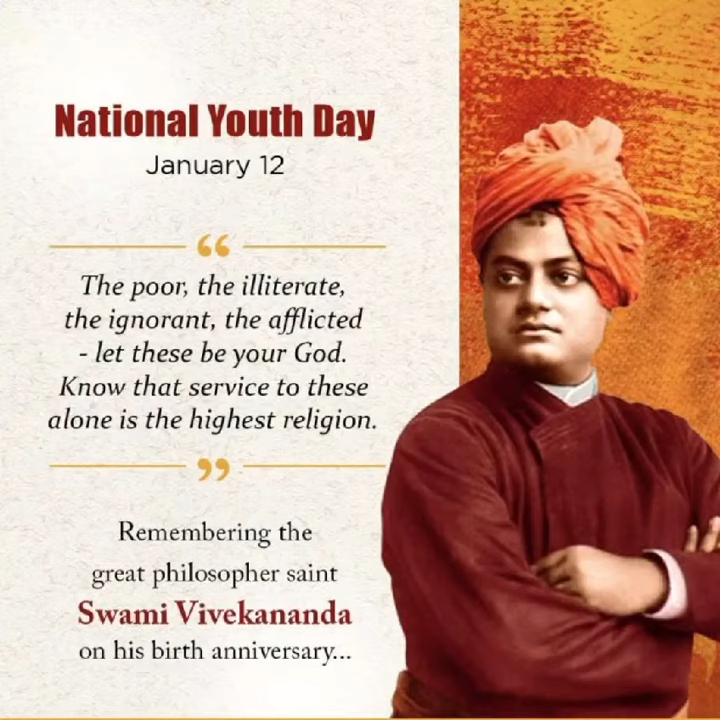 National Youth Day
January 12
“
The poor, the illiterate,
the ignorant, the afflicted
- let these be your God.
Know that service to these
alone is the highest religion.
”
Remembering the
great philosopher saint
Swami Vivekananda
on his birth anniversary...